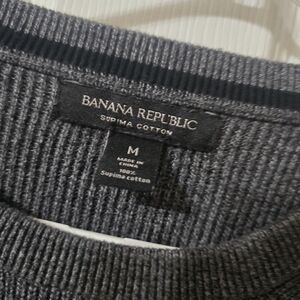 BANANA REPUBLIC
SUPIMA COTTON
M
MADE IN
CHINA
100%
Supima cotton